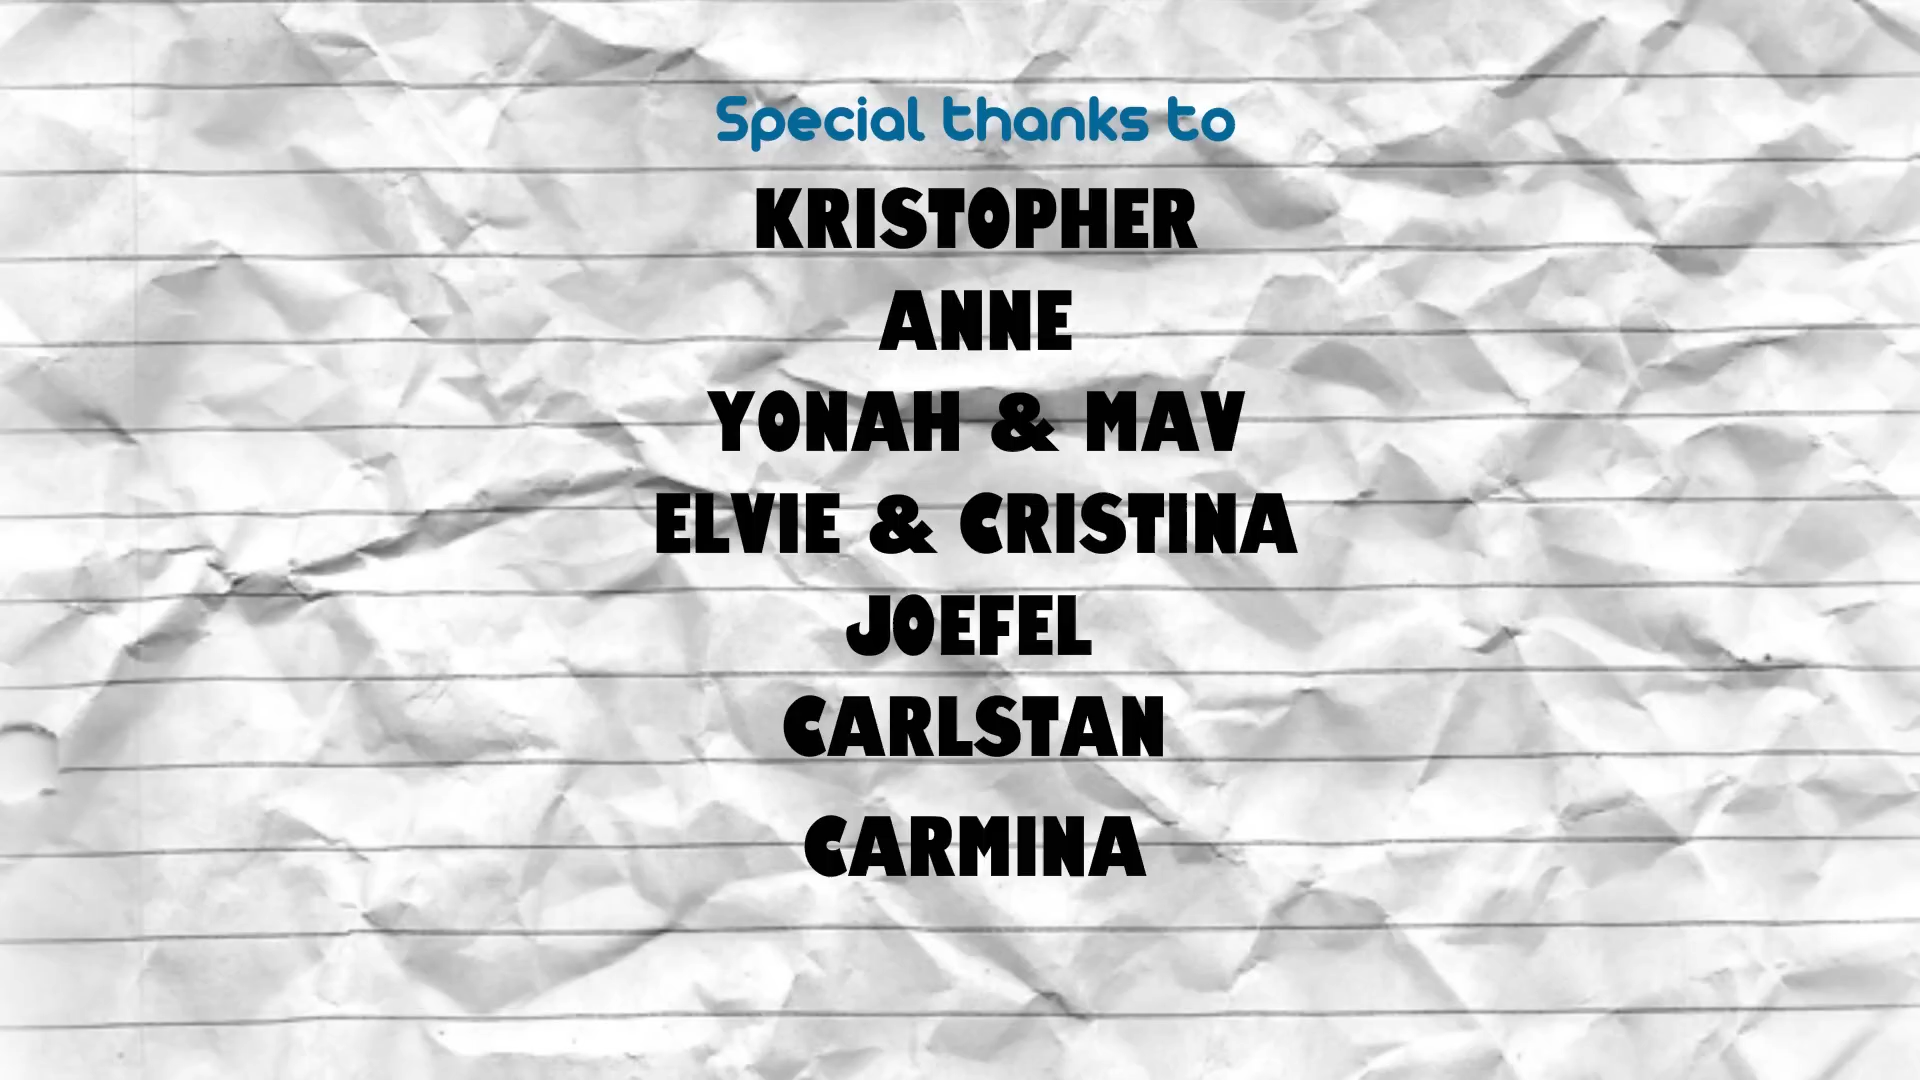 Special thanks to
KRISTOPHER
ANNE
YONAH & MAV
ELVIE & CRISTINA
JOEFEL
CARLSTAN
CARMINA